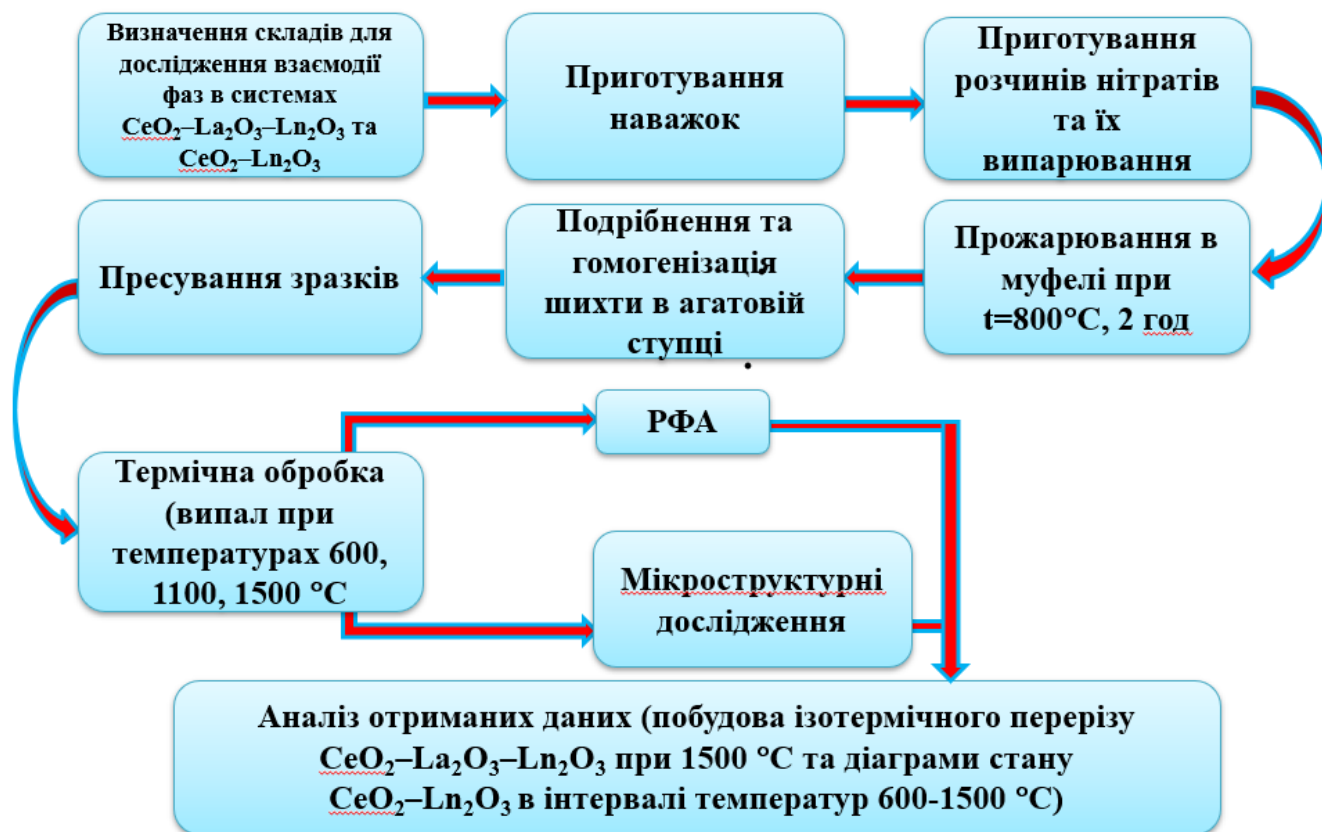 Визначення складів для
дослідження взаємодії
фаз в системах
CeO₂–La₂O₃–Ln₂O₃ та
CeO₂–Ln₂O₃
Приготування
наважок
Приготування
розчинів нітратів
та їх
випарювання
Прожарювання в
муфелі при
t=800°C, 2 год
Подрібнення та
гомогенізація
шихти в агатовій
ступці
Пресування зразків
Термічна обробка
(випал при
температурах 600,
1100, 1500 °C
РФА
Мікроструктурні
дослідження
Аналіз отриманих даних (побудова ізотермічного перерізу
CeO₂–La₂O₃–Ln₂O₃ при 1500 °C та діаграми стану
CeO₂–Ln₂O₃ в інтервалі температур 600-1500 °C)